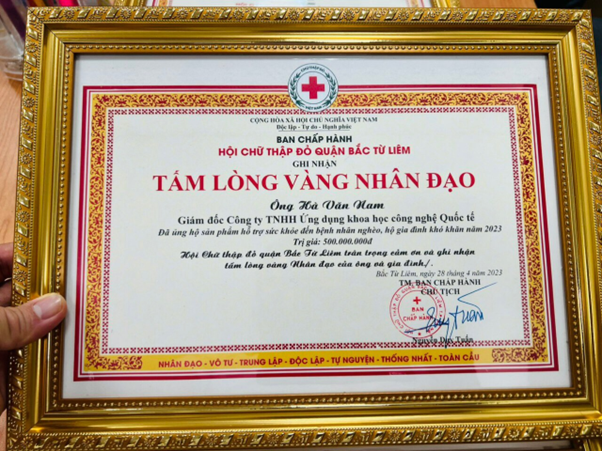 CỘNG HÒA XÃ HỘI CHỦ NGHĨA VIỆT NAM
Độc lập - Tự do - Hạnh phúc
BAN CHẤP HÀNH
HỘI CHỮ THẬP ĐỎ QUẬN BẮC TỪ LIÊM
GHI NHẬN
TẤM LÒNG VÀNG NHÂN ĐẠO
Ông Hà Văn Nam
Giám đốc Công ty TNHH Ứng dụng khoa học công nghệ Quốc tế
Đã ủng hộ sản phẩm hỗ trợ sức khỏe đến bệnh nhân nghèo, hộ gia đình khó khăn năm 2023
Trị giá: 500.000.000đ
Hội Chữ thập đỏ quận Bắc Từ Liêm trân trọng cảm ơn và ghi nhận
tấm lòng vàng Nhân đạo của ông và gia đình./.
Bắc Từ Liêm, ngày 28 tháng 4 năm 2023
TM. BAN CHẤP HÀNH
CHỦ TỊCH
BAN
CHẤP HÀNH
Nguyễn Duy Tuấn
NHÂN ĐẠO - VÔ TƯ - TRUNG LẬP - ĐỘC LẬP - TỰ NGUYỆN - THỐNG NHẤT - TOÀN CẦU